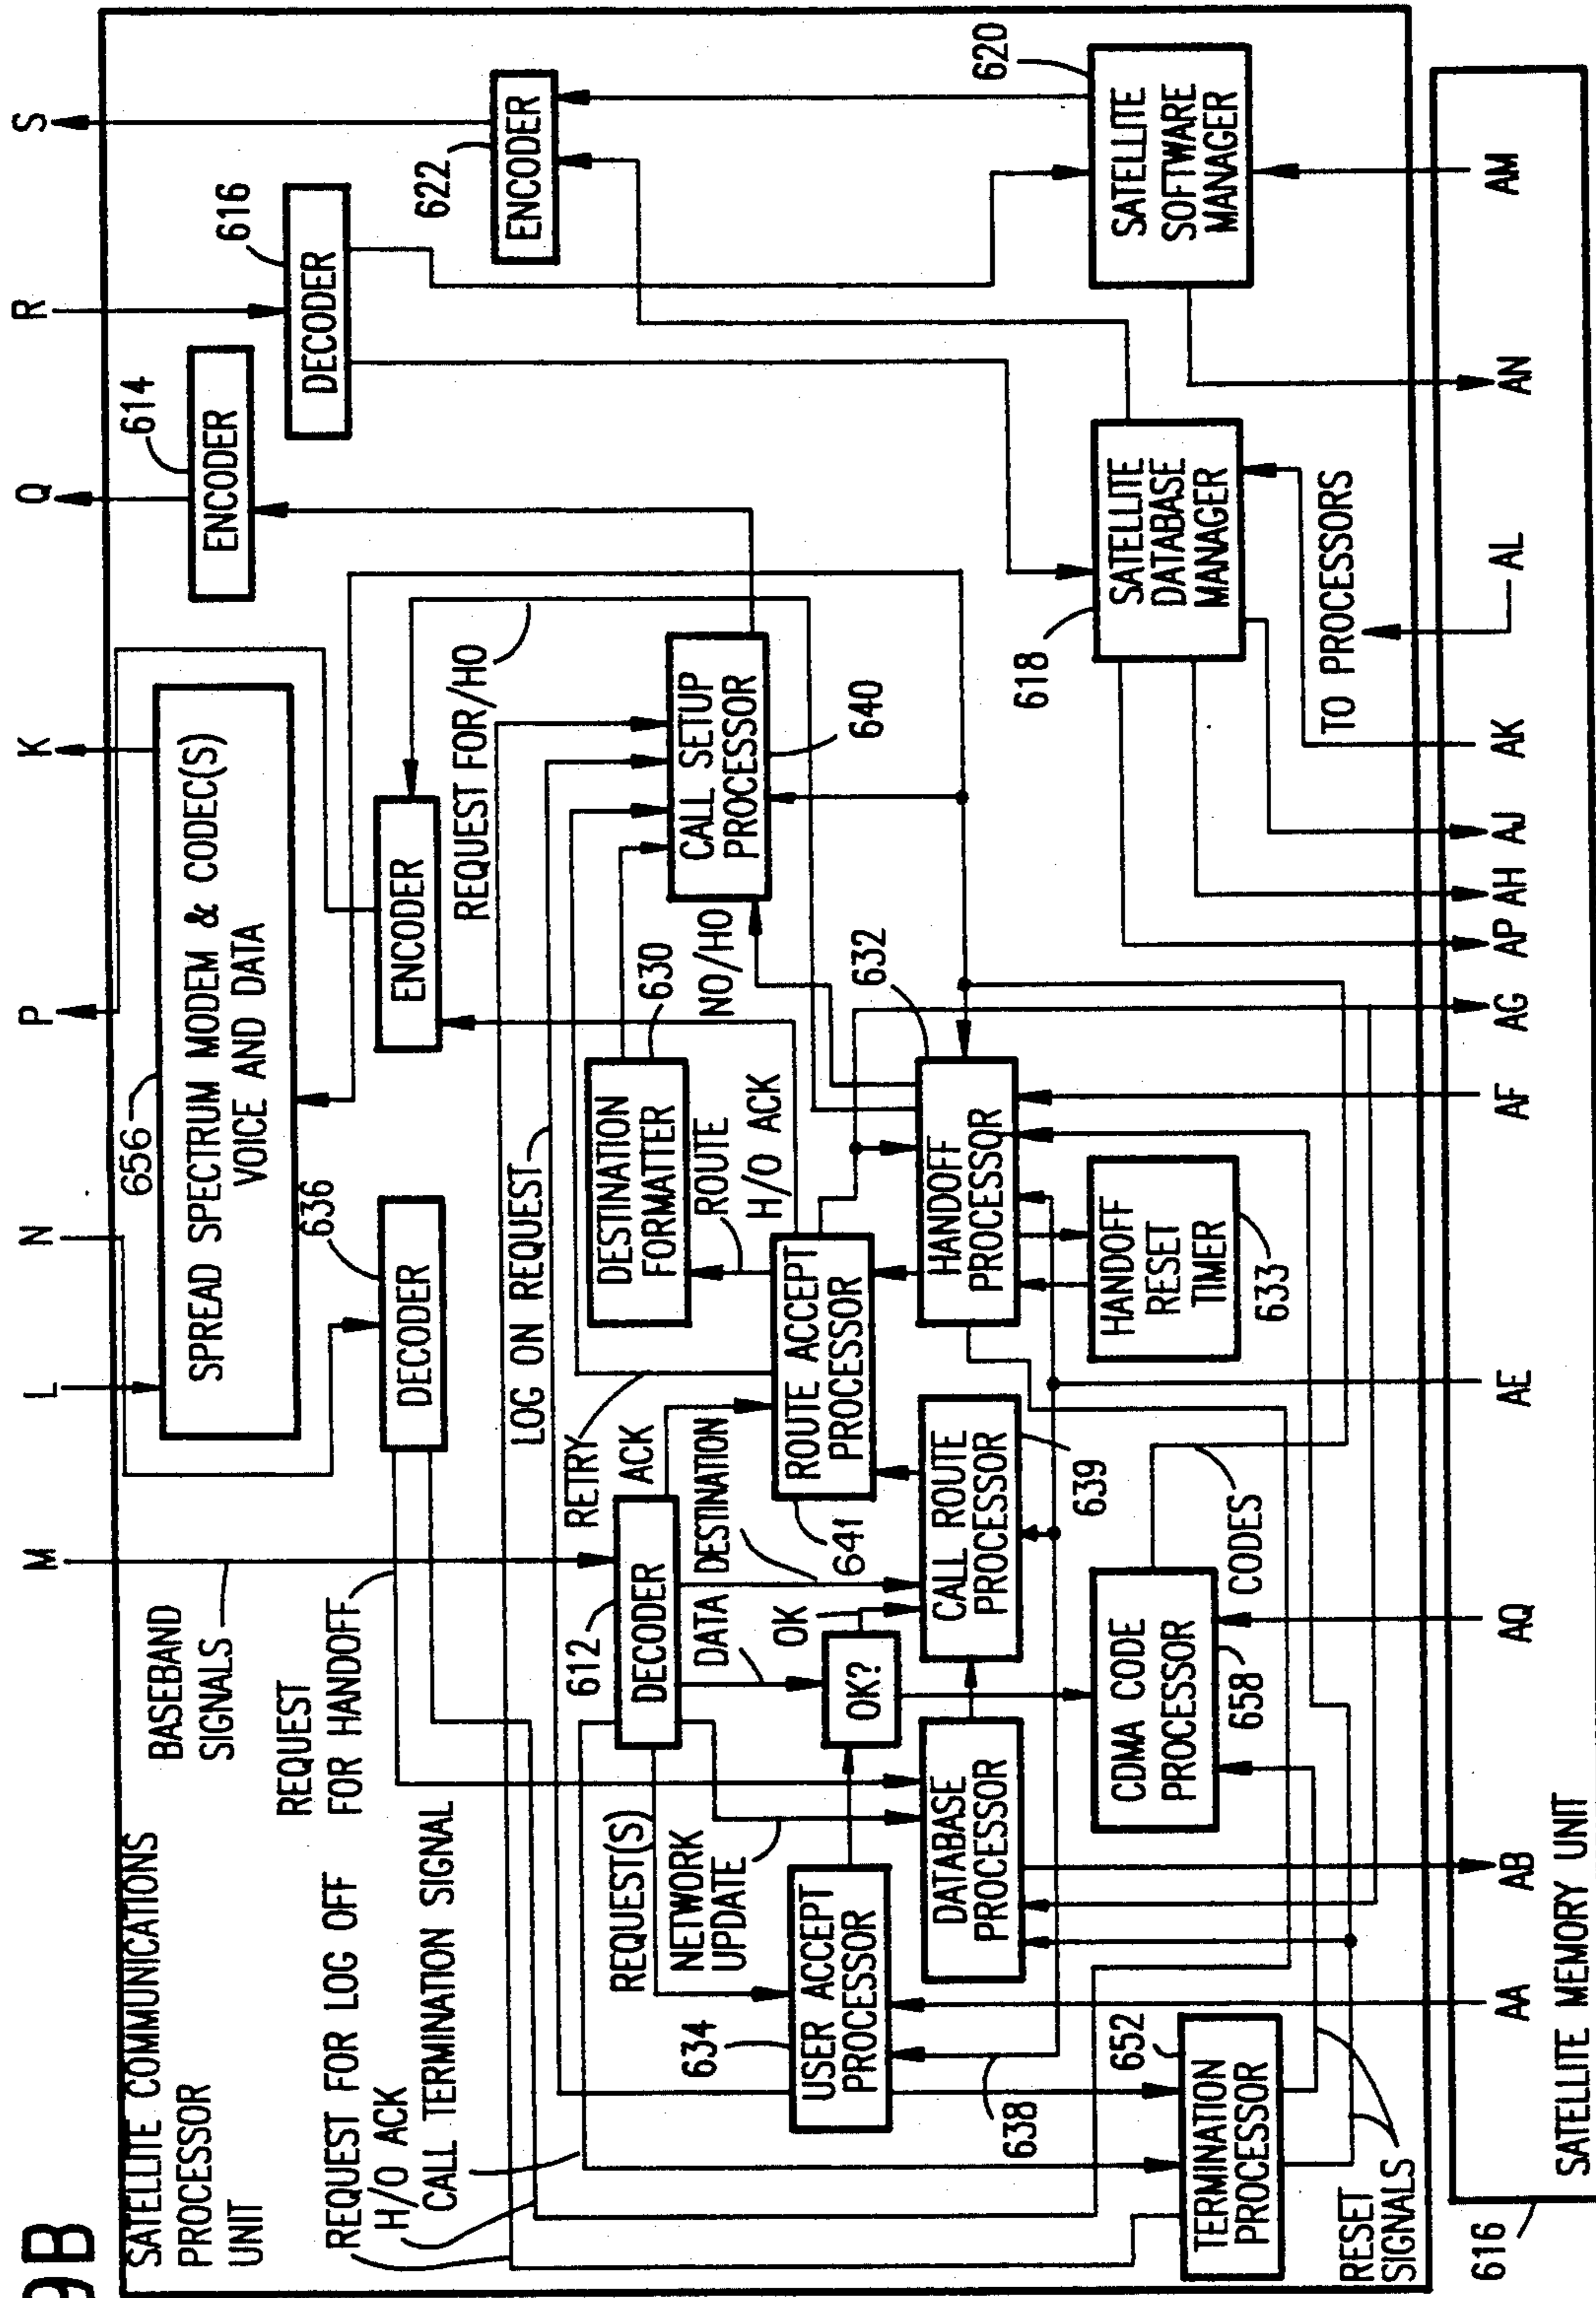 9B
SATELLITE COMMUNICATIONS
PROCESSOR
UNIT
L
N
P
K
Q
R
S
M
BASEBAND
SIGNALS
656
SPREAD SPECTRUM MODEM & CODEC(S)
VOICE AND DATA
614
ENCODER
616
DECODER
622
ENCODER
REQUEST
FOR HANDOFF
636
DECODER
ENCODER
REQUEST FOR/HO
REQUEST FOR LOG OFF
H/O ACK
CALL TERMINATION SIGNAL
LOG ON REQUEST
612
DECODER
RETRY
ACK
REQUEST(S)
NETWORK
UPDATE
DATA
DESTINATION
DESTINATION
FORMATTER
630
ROUTE
H/O ACK
NO/HO
CALL SETUP
PROCESSOR
640
634
USER ACCEPT
PROCESSOR
OK?
OK
641
ROUTE ACCEPT
PROCESSOR
638
DATABASE
PROCESSOR
CALL ROUTE
PROCESSOR
639
HANDOFF
PROCESSOR
632
652
TERMINATION
PROCESSOR
CDMA CODE
PROCESSOR
658
CODES
HANDOFF
RESET
TIMER
633
618
SATELLITE
DATABASE
MANAGER
620
SATELLITE
SOFTWARE
MANAGER
TO PROCESSORS
RESET
SIGNALS
AA
AB
AQ
AE
AF
AG
AP
AH
AJ
AK
AL
AN
AM
616
SATELLITE MEMORY UNIT